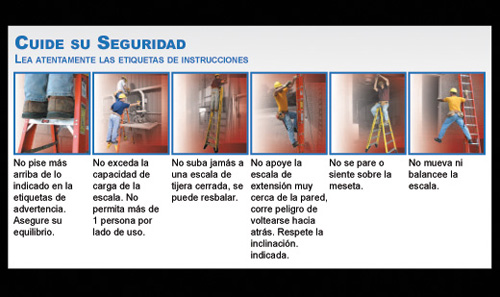 CUIDE SU SEGURIDAD
LEA ATENTAMENTE LAS ETIQUETAS DE INSTRUCCIONES
No pise más
arriba de lo
indicado en la
etiquetas de
advertencia.
Asegure su
equilibrio.
No exceda la
capacidad de
carga de la
escala. No
permita más de
1 persona por
lado de uso.
No suba jamás a
una escala de
tijera cerrada, se
puede resbalar.
No apoye la
escala de
extensión muy
cerca de la pared,
corre peligro de
voltearse hacia
atrás. Respete la
inclinación.
indicada.
No se pare o
siente sobre la
meseta.
No mueva ni
balancee la
escala.